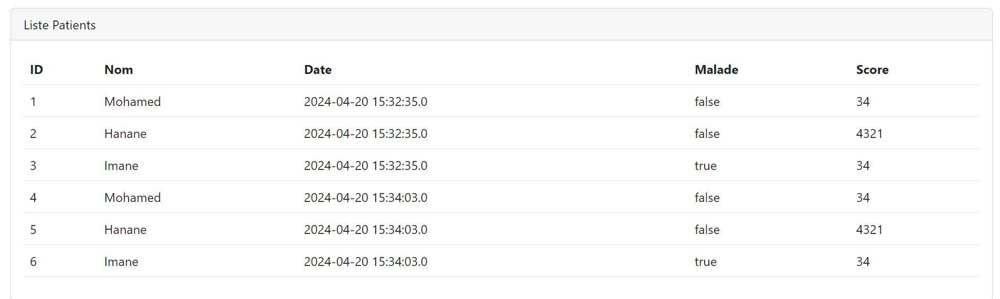 Liste Patients
ID Nom Date Malade Score
1 Mohamed 2024-04-20 15:32:35.0 false 34
2 Hanane 2024-04-20 15:32:35.0 false 4321
3 Imane 2024-04-20 15:32:35.0 true 34
4 Mohamed 2024-04-20 15:34:03.0 false 34
5 Hanane 2024-04-20 15:34:03.0 false 4321
6 Imane 2024-04-20 15:34:03.0 true 34